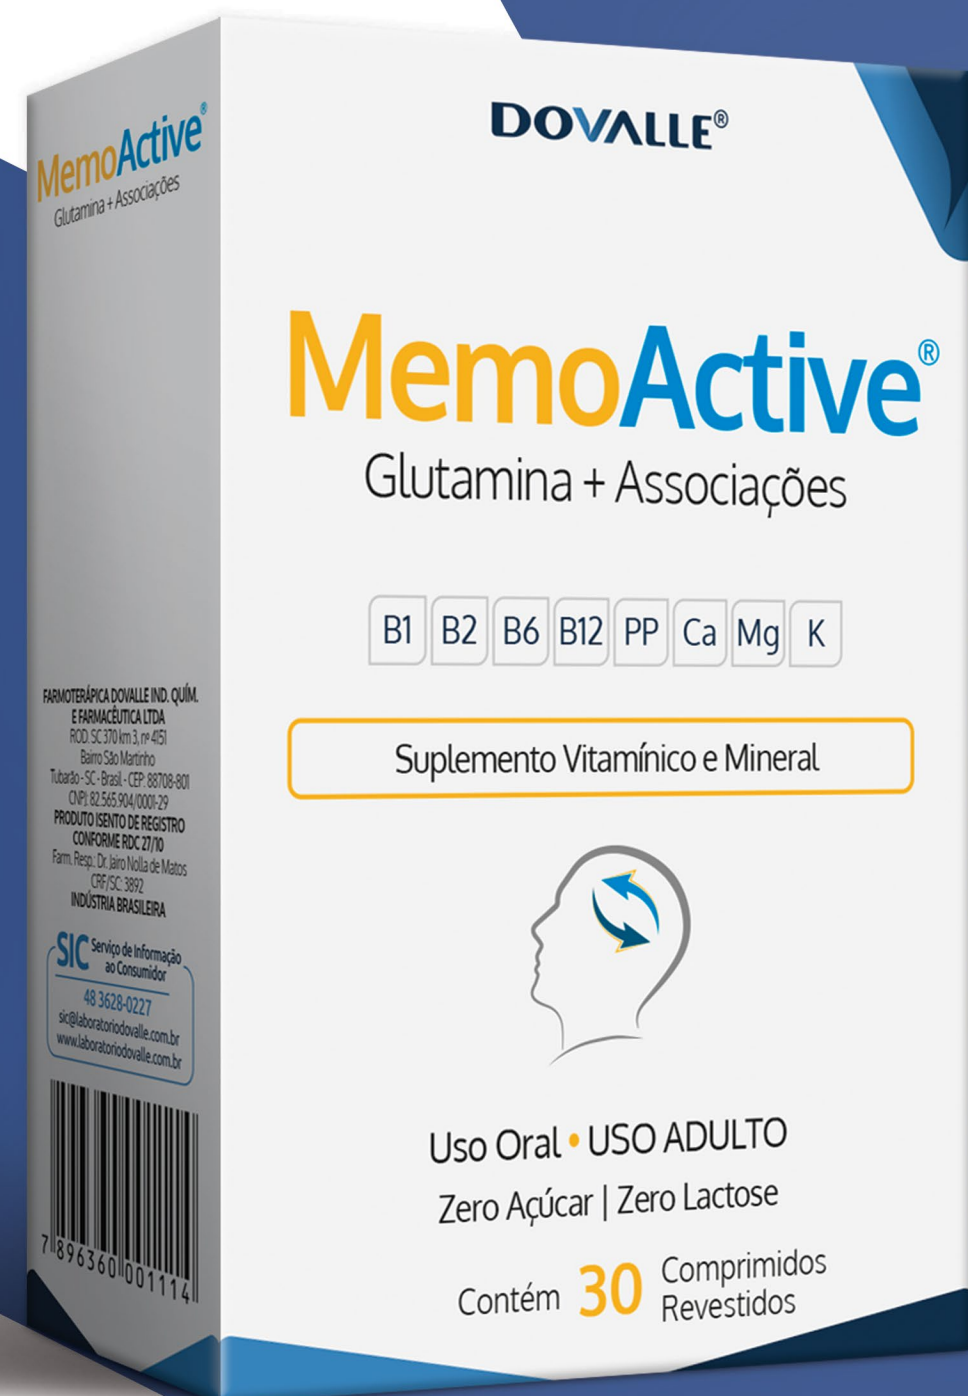 DOVALLE®
MemoActive®
Glutamina + Associações
B1 B2 B6 B12 PP Ca Mg K
Suplemento Vitamínico e Mineral
Uso Oral • USO ADULTO
Zero Açúcar | Zero Lactose
Contém 30 Comprimidos
Revestidos
MemoActive®
Glutamina + Associações
FARMOTERÁPICA DOVALLE IND. QUÍM.
E FARMACÊUTICA LTDA
ROD. SC 370 km 3, nº 4151
Bairro São Martinho
Tubarão - SC - Brasil - CEP: 88708-801
CNPJ: 82.565.904/0001-29
PRODUTO ISENTO DE REGISTRO
CONFORME RDC 27/10
Farm. Resp.: Dr. Jairo Nolla de Matos
CRF/SC: 3892
INDÚSTRIA BRASILEIRA
SIC Serviço de Informação
ao Consumidor
48 3628-0227
sic@laboratoriodovalle.com.br
www.laboratoriodovalle.com.br
7 896360 001114